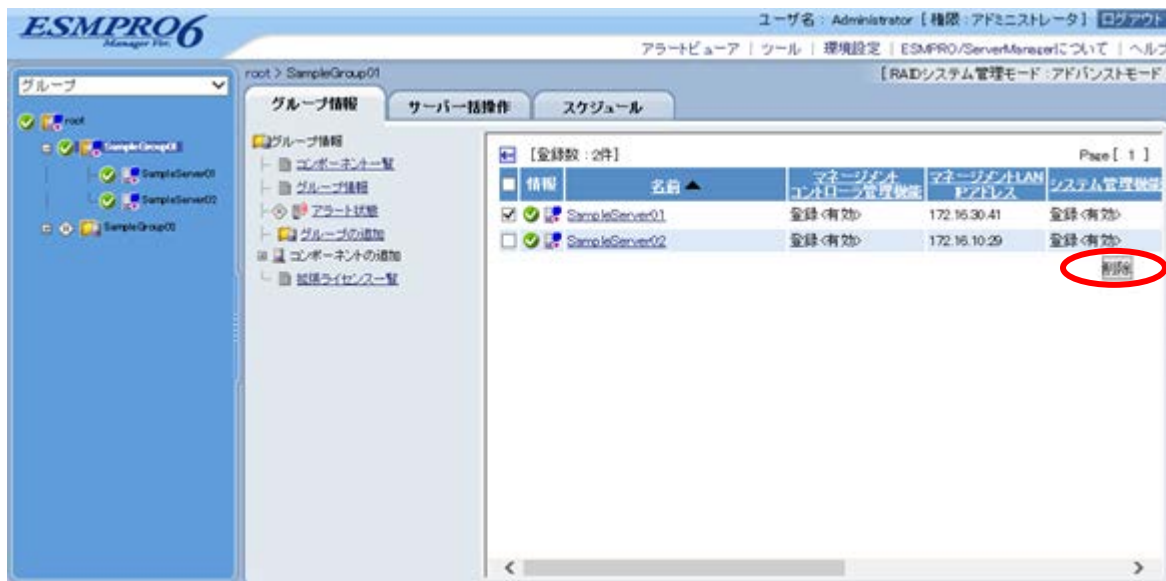 ESMPRO6
Manager Ver.
ユーザ名 : Administrator [ 権限 : アドミニストレータ] ログアウト
アラートビューア | ツール | 環境設定 | ESMPRO/ServerManagerについて | ヘルプ
グループ
root
SampleGroup01
SampleServer01
SampleServer02
root > SampleGroup01
[ RAIDシステム管理モード : アドバンストモード
グループ情報 サーバー括操作 スケジュール
グループ情報
コンポーネント一覧
グループ情報
アラート状態
グループの追加
コンポーネントの追加
拡張ライセンス一覧
[登録数 : 2件] Page [ 1 ]
情報 名前▲ マネージメントコントローラ管理機能 マネージメントLAN IPアドレス システム管理機能
SampleServer01 登録<有効> 172.16.30.41 登録<有効>
SampleServer02 登録<有効> 172.16.10.29 登録<有効>
削除